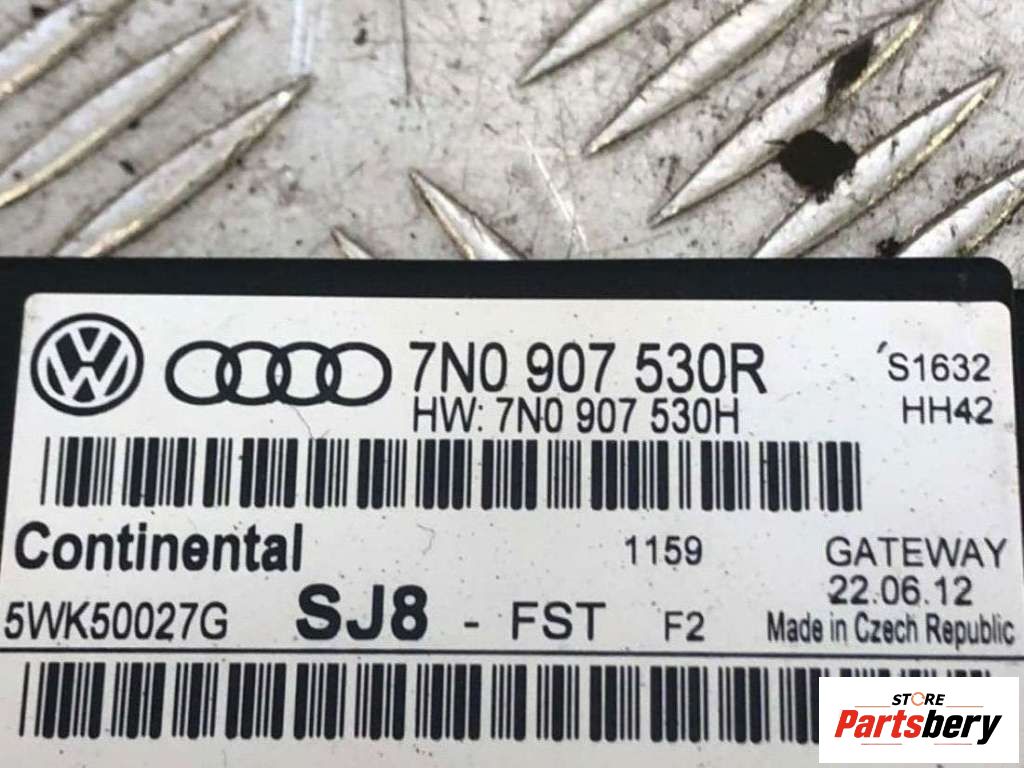 7N0 907 530R
S1632
HW: 7N0 907 530H
HH42
Continental
1159
GATEWAY
22.06.12
5WK50027G SJ8 - FST F2
Made in Czech Republic
STORE
Partsbery